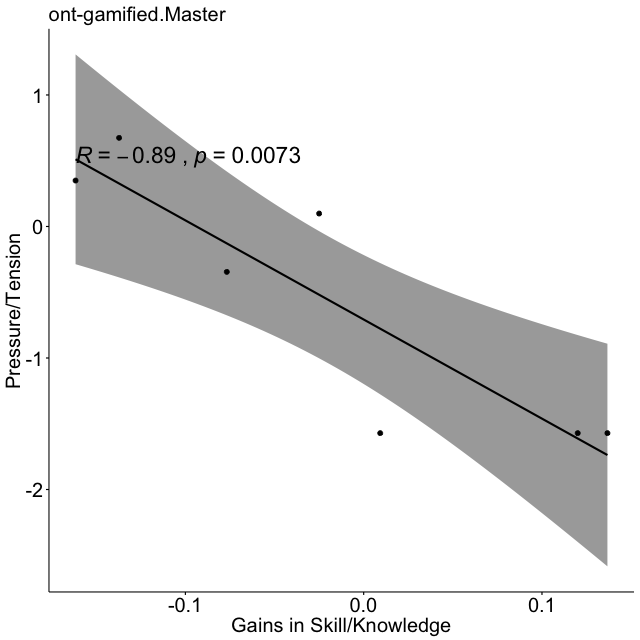 ont-gamified.Master
R = −0.89 , p = 0.0073
1
0
-1
-2
Pressure/Tension
-0.1 0.0 0.1
Gains in Skill/Knowledge